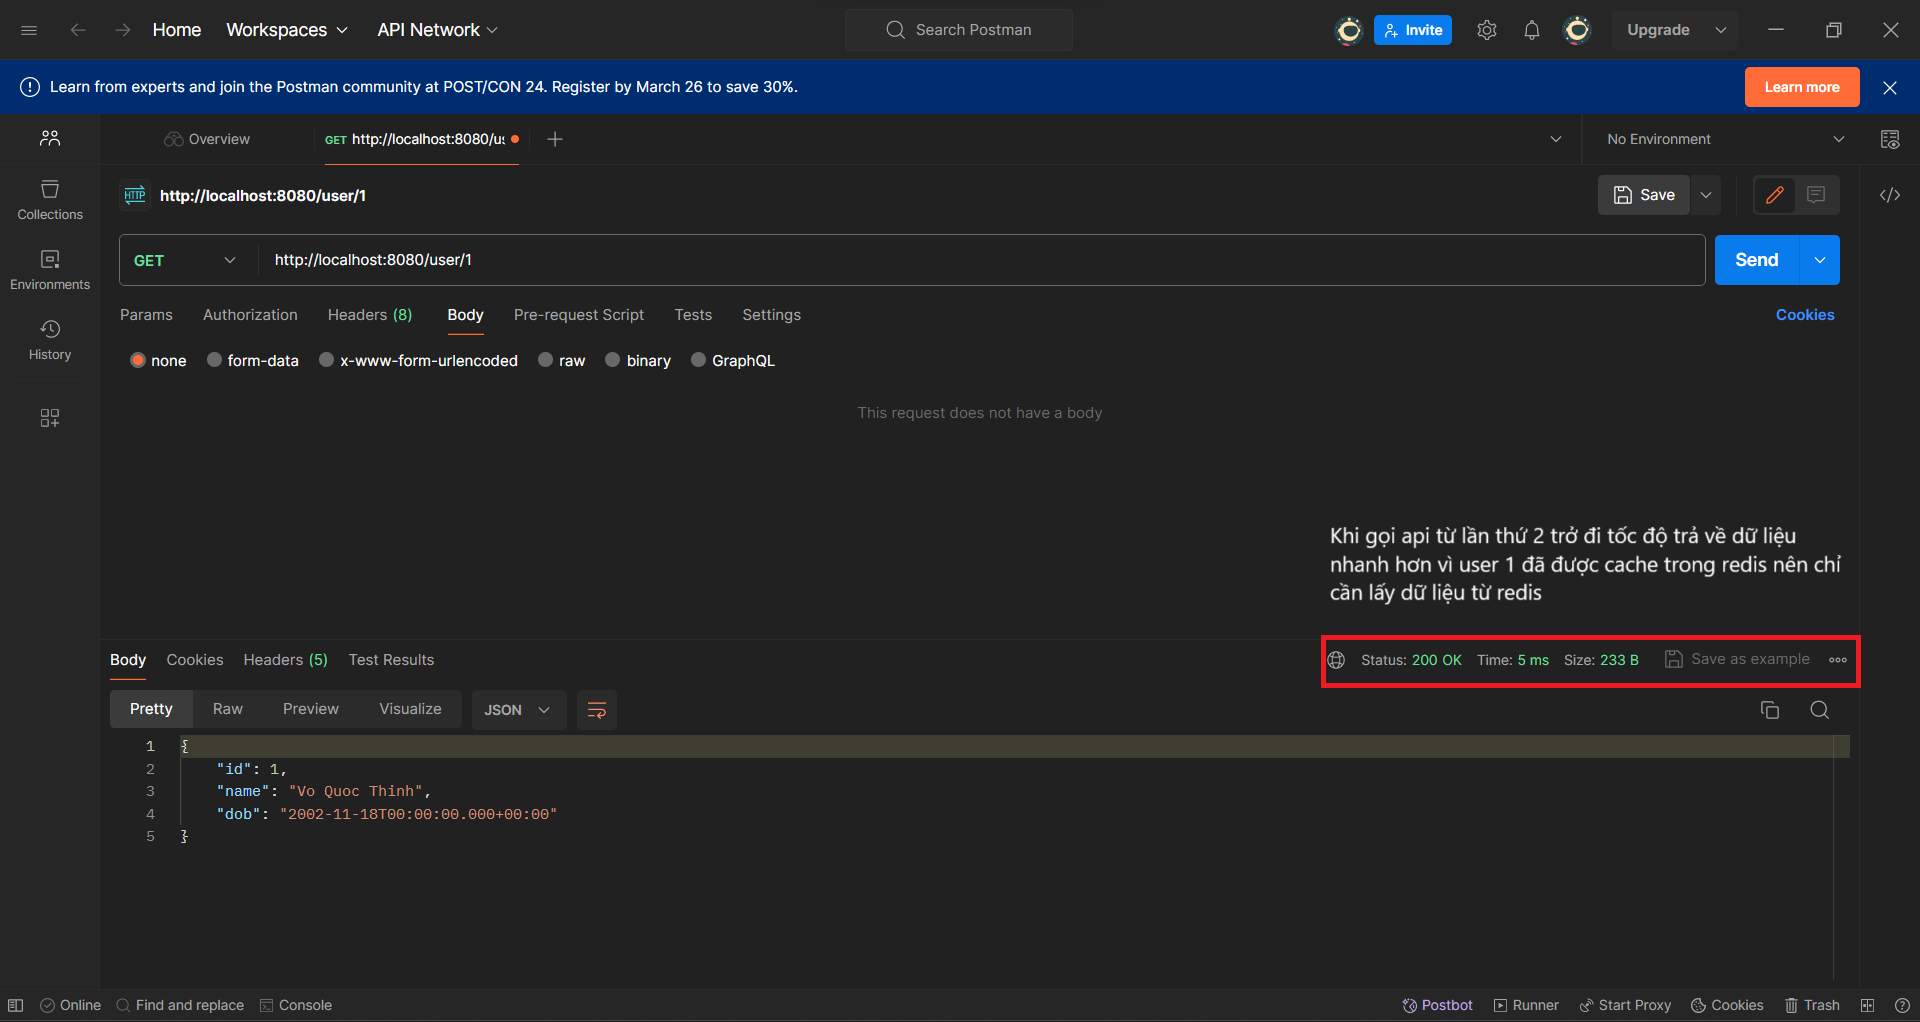 Home Workspaces API Network Search Postman Invite Upgrade
Learn from experts and join the Postman community at POST/CON 24. Register by March 26 to save 30%. Learn more
Overview GET http://localhost:8080/us No Environment
HTTP http://localhost:8080/user/1 Save
Collections
GET http://localhost:8080/user/1 Send
Environments
Params Authorization Headers (8) Body Pre-request Script Tests Settings Cookies
History
none form-data x-www-form-urlencoded raw binary GraphQL
This request does not have a body
Khi gọi api từ lần thứ 2 trở đi tốc độ trả về dữ liệu
nhanh hơn vì user 1 đã được cache trong redis nên chỉ
cần lấy dữ liệu từ redis
Body Cookies Headers (5) Test Results Status: 200 OK Time: 5 ms Size: 233 B Save as example
Pretty Raw Preview Visualize JSON
1 {
2 "id": 1,
3 "name": "Vo Quoc Thinh",
4 "dob": "2002-11-18T00:00:00.000+00:00"
5 }
Online Find and replace Console Postbot Runner Start Proxy Cookies Trash